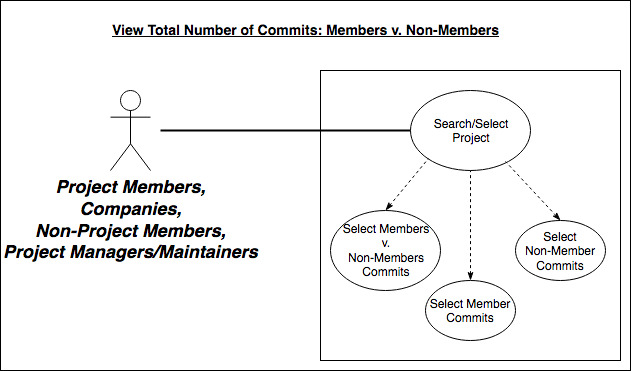 View Total Number of Commits: Members v. Non-Members
Search/Select
Project
Project Members,
Companies,
Non-Project Members,
Project Managers/Maintainers
Select Members
v.
Non-Members
Commits
Select Member
Commits
Select
Non-Member
Commits